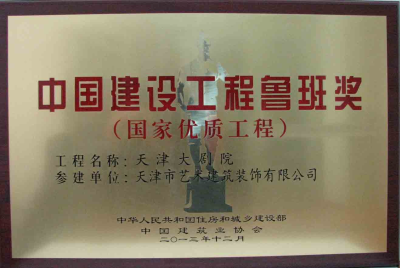 中国建设工程鲁班奖
(国家优质工程)
工程名称：天津大剧院
参建单位：天津市艺术建筑装饰有限公司
中华人民共和国住房和城乡建设部
中国建筑业协会
二〇一三年十二月